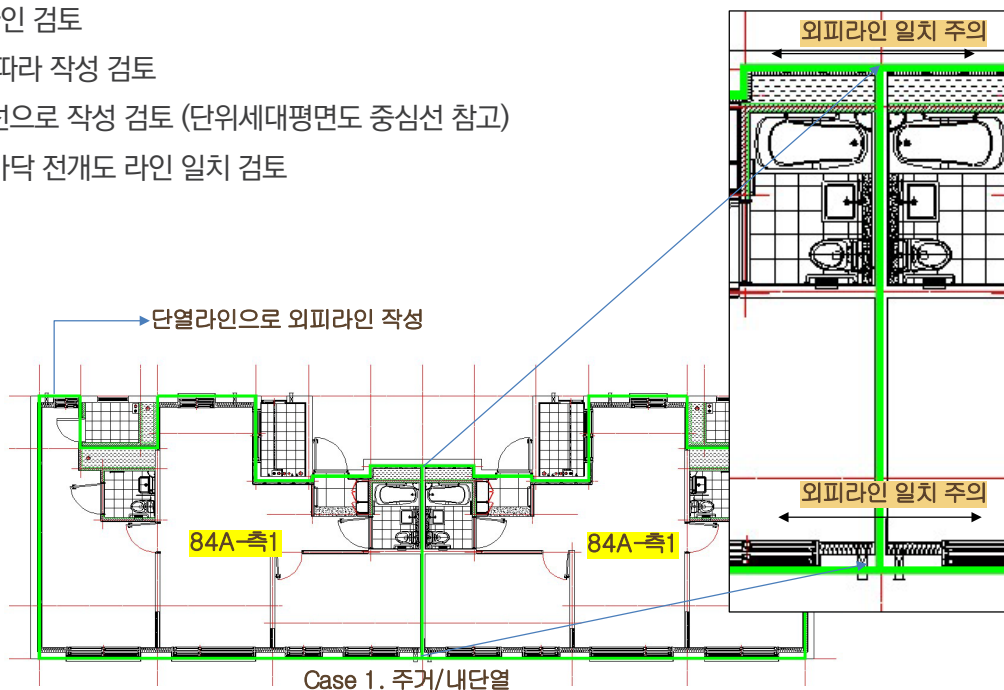 인 검토
따라 작성 검토
선으로 작성 검토 (단위세대평면도 중심선 참고)
바닥 전개도 라인 일치 검토
외피라인 일치 주의
단열라인으로 외피라인 작성
외피라인 일치 주의
84A-측1
84A-측1
Case 1. 주거/내단열